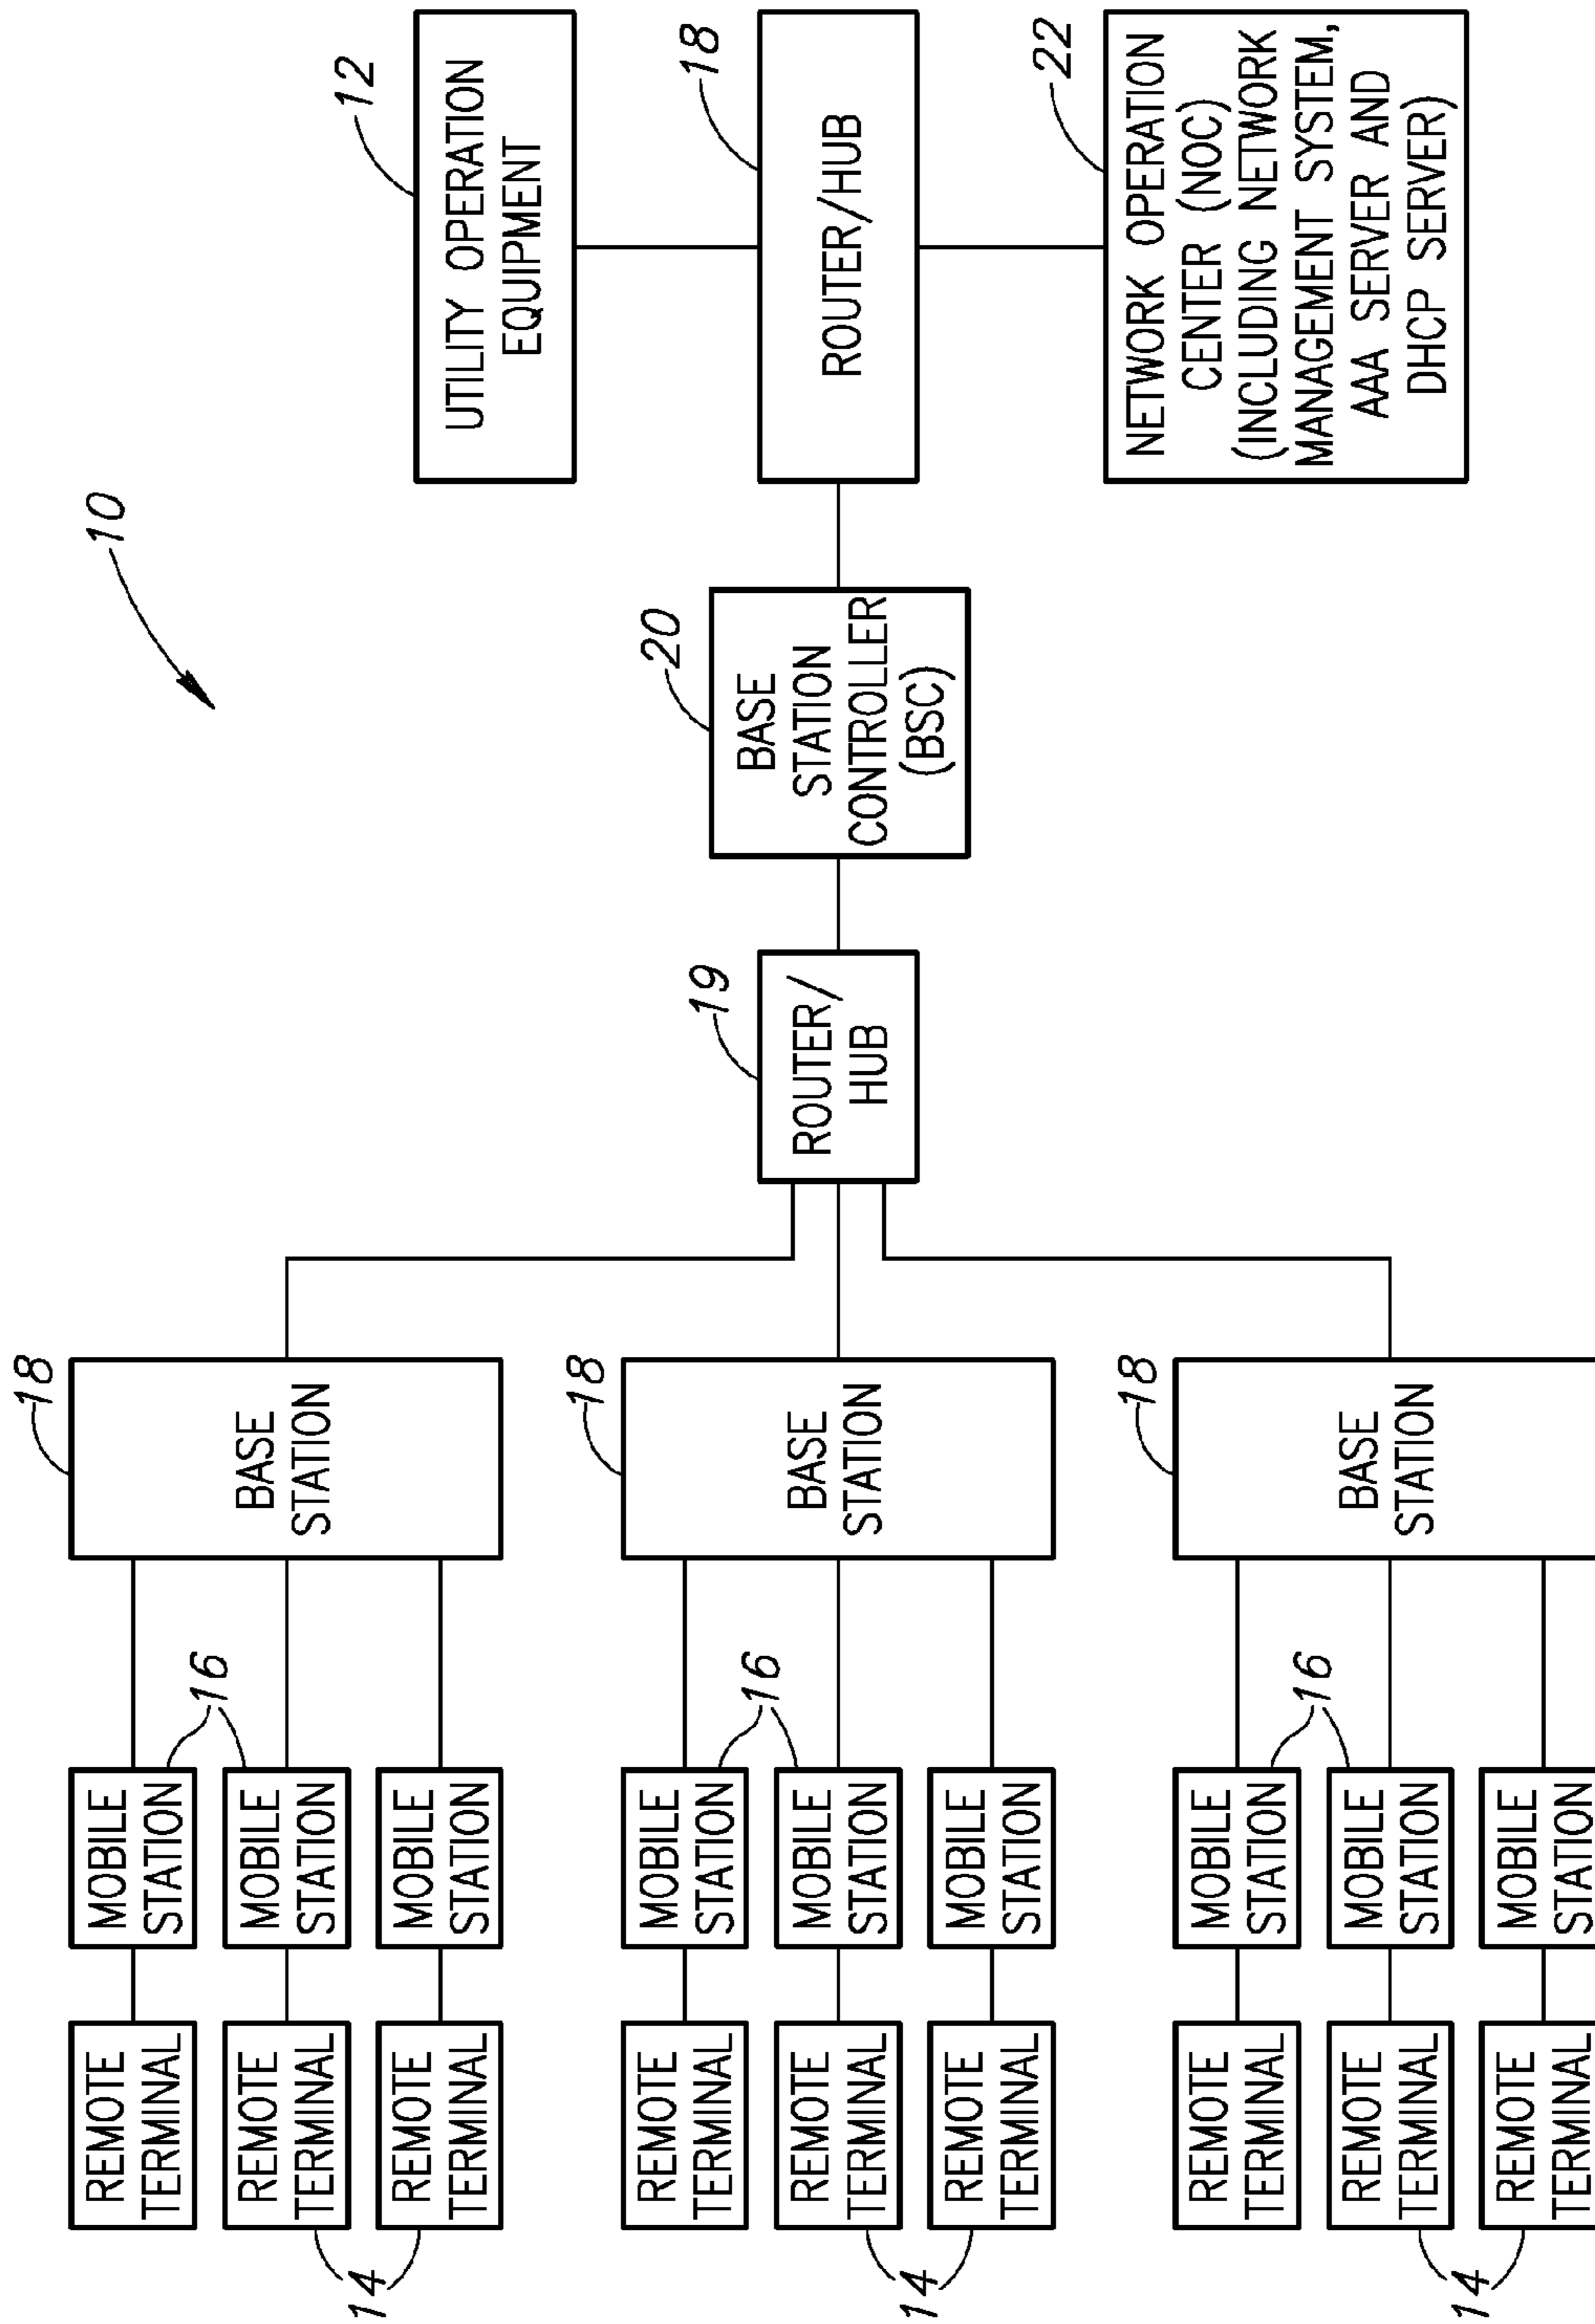 10
18
BASE
STATION
MOBILE
STATION
MOBILE
STATION
MOBILE
STATION
16
REMOTE
TERMINAL
REMOTE
TERMINAL
REMOTE
TERMINAL
14
18
BASE
STATION
MOBILE
STATION
MOBILE
STATION
MOBILE
STATION
16
REMOTE
TERMINAL
REMOTE
TERMINAL
REMOTE
TERMINAL
14
18
BASE
STATION
MOBILE
STATION
MOBILE
STATION
MOBILE
STATION
16
REMOTE
TERMINAL
REMOTE
TERMINAL
REMOTE
TERMINAL
14
19
ROUTER/
HUB
20
BASE
STATION
CONTROLLER
(BSC)
12
UTILITY OPERATION
EQUIPMENT
18
ROUTER/HUB
22
NETWORK OPERATION
CENTER (NOC)
(INCLUDING NETWORK
MANAGEMENT SYSTEM,
AAA SERVER AND
DHCP SERVER)